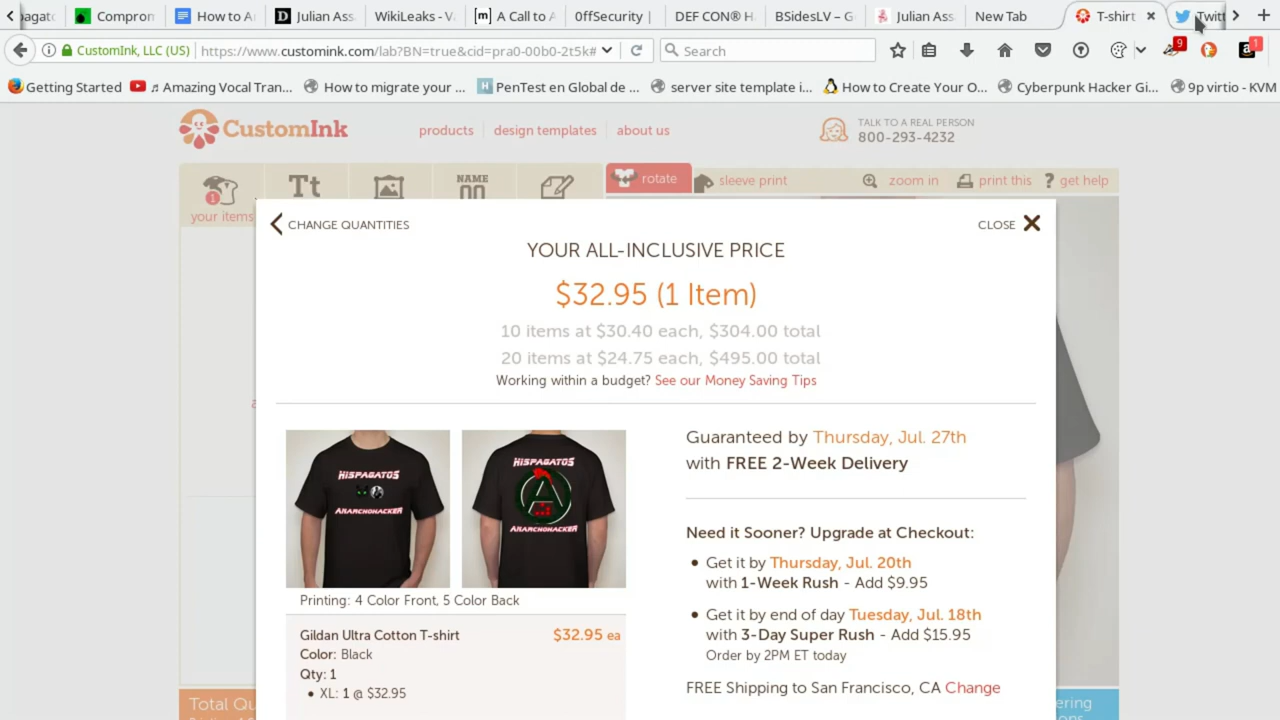 pagato
Comprom
How to A
Julian Ass
WikiLeaks - V
A Call to A
0ffSecurity |
DEF CON® H
BSidesLV – G
Julian Ass
New Tab
T-shirt
Twitt
CustomInk, LLC (US)
https://www.customink.com/lab?BN=true&cid=pra0-00b0-2t5k#
Search
9
1
Getting Started
♬ Amazing Vocal Tran...
How to migrate your ...
PenTest en Global de ...
server site template i...
How to Create Your O...
Cyberpunk Hacker Gi...
9p virtio - KVM
CustomInk
products
design templates
about us
TALK TO A REAL PERSON
800-293-4232
1
your items
Tt
NAME
00
rotate
sleeve print
zoom in
print this
? get help
CHANGE QUANTITIES
CLOSE
YOUR ALL-INCLUSIVE PRICE
$32.95 (1 Item)
10 items at $30.40 each, $304.00 total
20 items at $24.75 each, $495.00 total
Working within a budget? See our Money Saving Tips
HISPAGATOS
ANARCHOHACKER
HISPAGATOS
A
ANARCHOHACKER
Printing: 4 Color Front, 5 Color Back
Gildan Ultra Cotton T-shirt
$32.95 ea
Color: Black
Qty: 1
• XL: 1 @ $32.95
Guaranteed by Thursday, Jul. 27th
with FREE 2-Week Delivery
Need it Sooner? Upgrade at Checkout:
• Get it by Thursday, Jul. 20th
with 1-Week Rush - Add $9.95
• Get it by end of day Tuesday, Jul. 18th
with 3-Day Super Rush - Add $15.95
Order by 2PM ET today
FREE Shipping to San Francisco, CA Change
Total Qu
ering